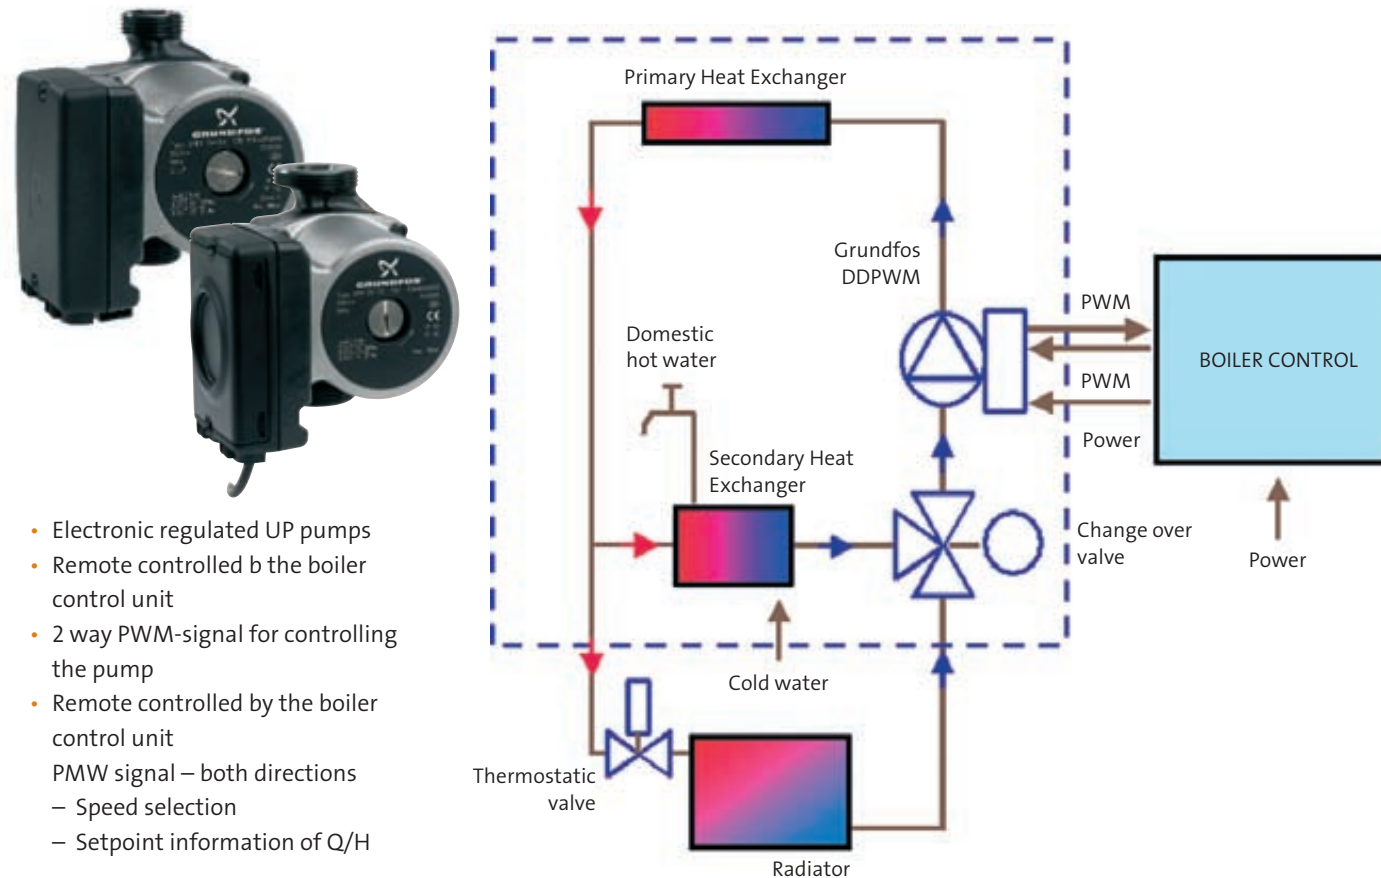 GRUNDFOS
GRUNDFOS
• Electronic regulated UP pumps
• Remote controlled b the boiler
control unit
• 2 way PWM-signal for controlling
the pump
• Remote controlled by the boiler
control unit
PMW signal – both directions
– Speed selection
– Setpoint information of Q/H
Primary Heat Exchanger
Grundfos
DDPWM
Domestic
hot water
Secondary Heat
Exchanger
PWM
PWM
Power
BOILER CONTROL
Change over
valve
Power
Cold water
Thermostatic
valve
Radiator